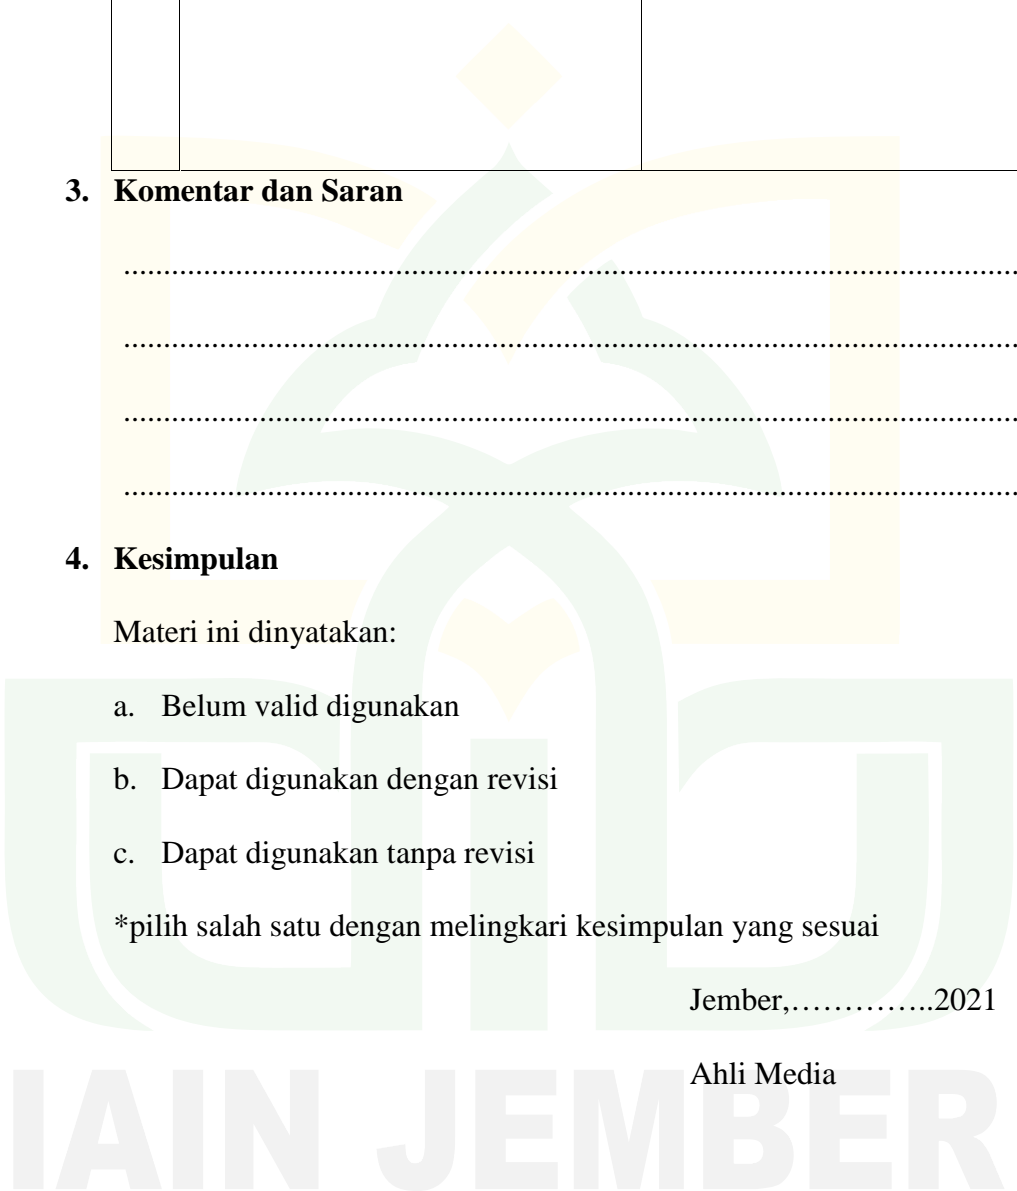 3. Komentar dan Saran
................................................................................................................
................................................................................................................
................................................................................................................
................................................................................................................
4. Kesimpulan
Materi ini dinyatakan:
a. Belum valid digunakan
b. Dapat digunakan dengan revisi
c. Dapat digunakan tanpa revisi
*pilih salah satu dengan melingkari kesimpulan yang sesuai
Jember,…………..2021
Ahli Media
IAIN JEMBER